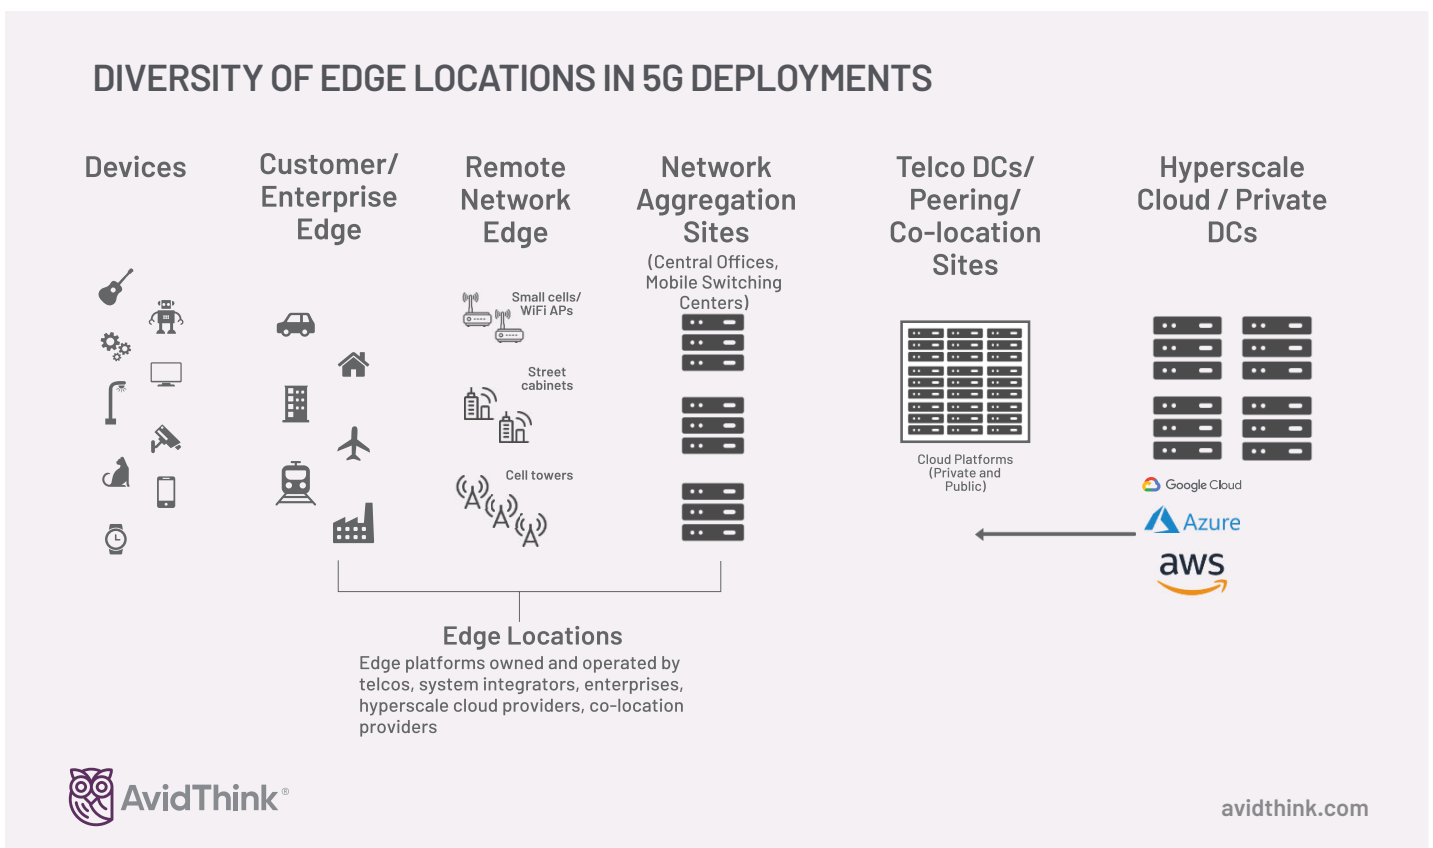 DIVERSITY OF EDGE LOCATIONS IN 5G DEPLOYMENTS
Devices
Customer/
Enterprise
Edge
Remote
Network
Edge
Network
Aggregation
Sites
(Central Offices,
Mobile Switching
Centers)
Telco DCs/
Peering/
Co-location
Sites
Hyperscale
Cloud / Private
DCs
Small cells/
WiFi APs
Street
cabinets
Cell towers
Cloud Platforms
(Private and
Public)
Google Cloud
Azure
aws
Edge Locations
Edge platforms owned and operated by
telcos, system integrators, enterprises,
hyperscale cloud providers, co-location
providers
AvidThink®
avidthink.com